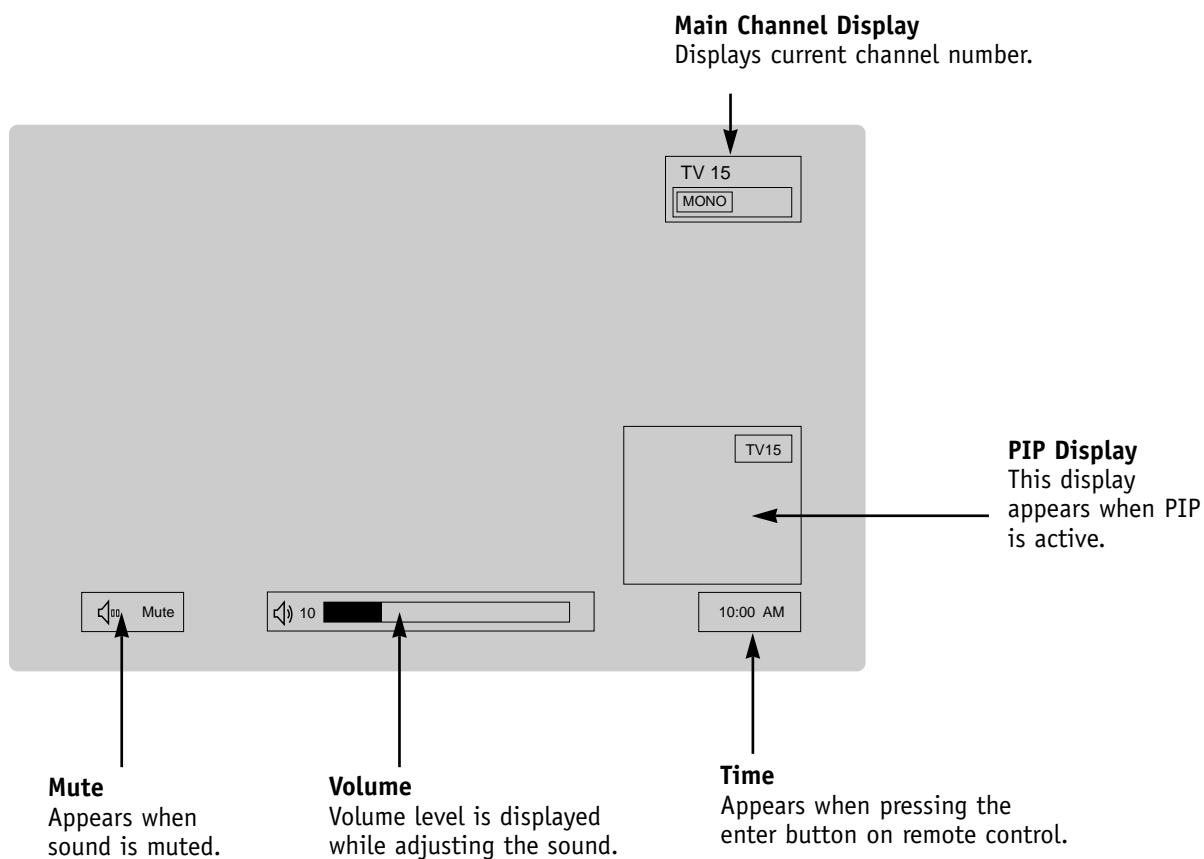 Main Channel Display
Displays current channel number.
TV 15
MONO
TV15
PIP Display
This display
appears when PIP
is active.
Mute
10
10:00 AM
Mute
Appears when
sound is muted.
Volume
Volume level is displayed
while adjusting the sound.
Time
Appears when pressing the
enter button on remote control.